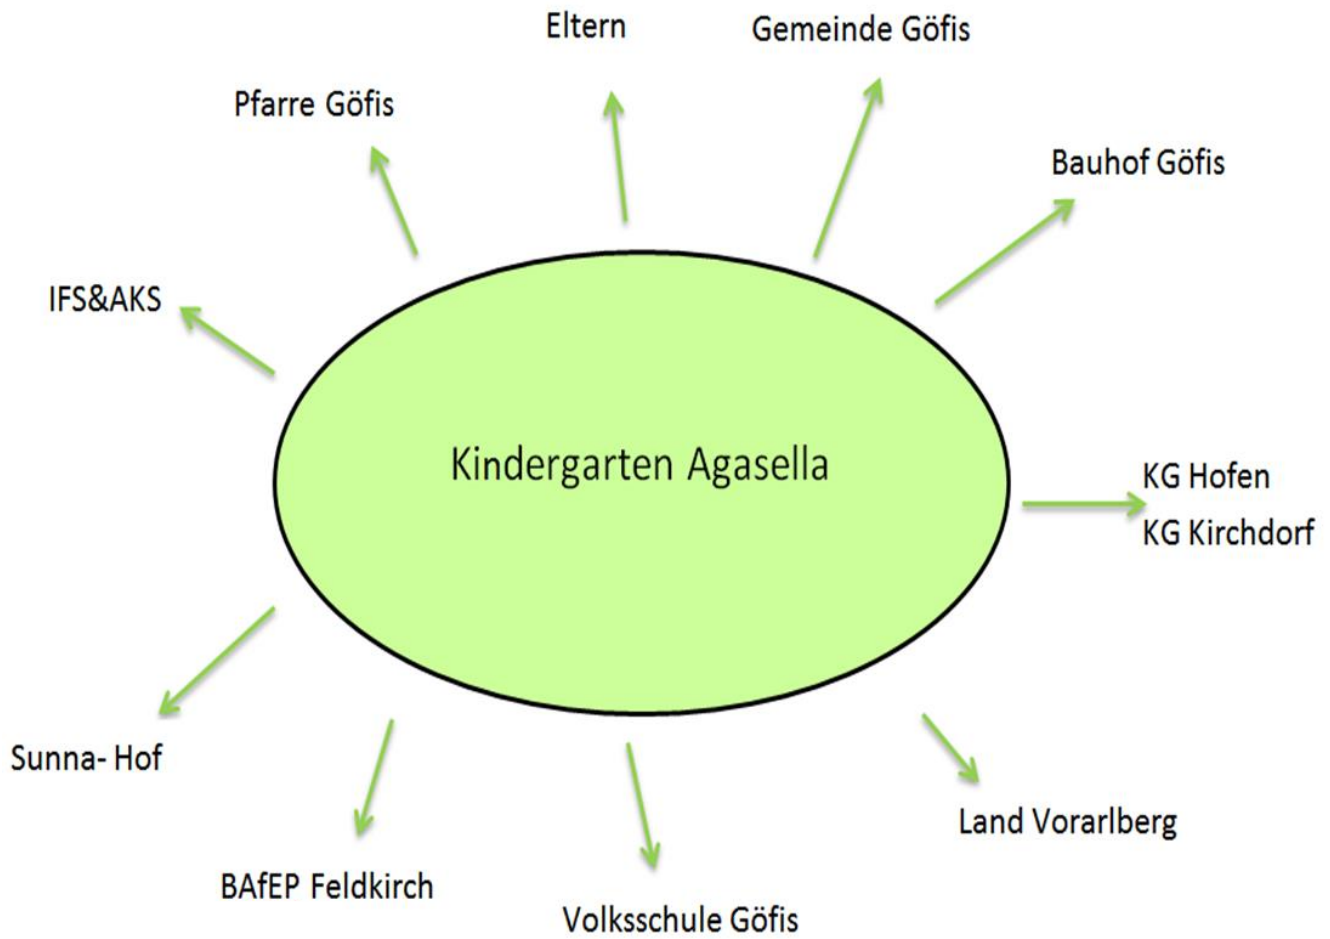 Eltern
Gemeinde Göfis
Pfarre Göfis
Bauhof Göfis
IFS&AKS
Kindergarten Agasella
KG Hofen
KG Kirchdorf
Sunna- Hof
Land Vorarlberg
BAfEP Feldkirch
Volksschule Göfis